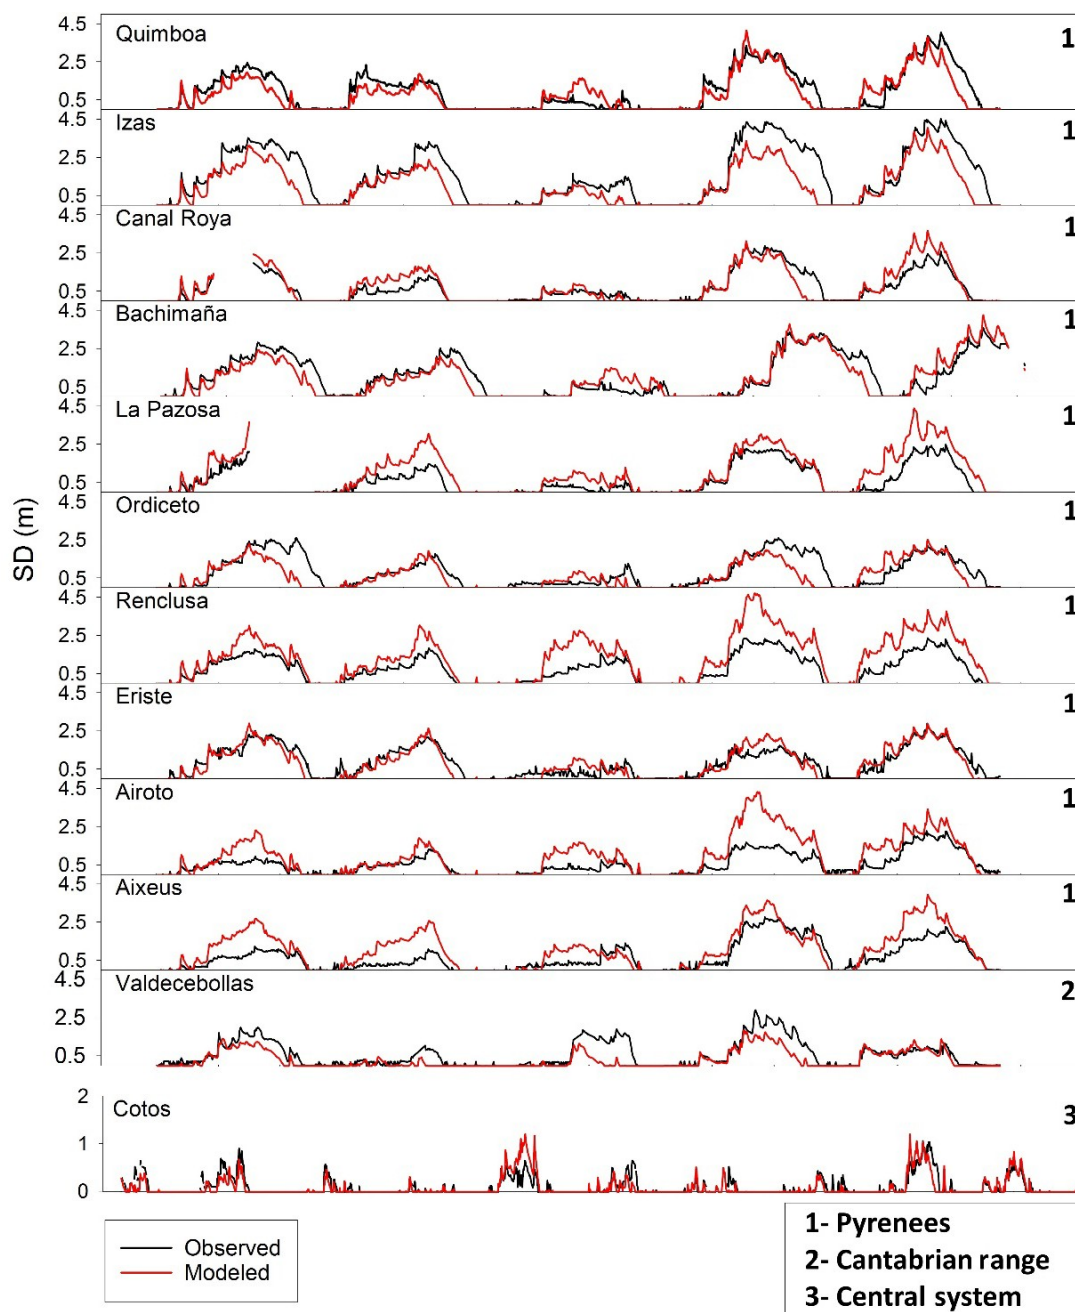 SD (m)
4.5
2.5
0.5
Quimboa
1
4.5
2.5
0.5
Izas
1
4.5
2.5
0.5
Canal Roya
1
4.5
2.5
0.5
Bachimaña
1
4.5
2.5
0.5
La Pazosa
1
4.5
2.5
0.5
Ordiceto
1
4.5
2.5
0.5
Renclusa
1
4.5
2.5
0.5
Eriste
1
4.5
2.5
0.5
Airoto
1
4.5
2.5
0.5
Aixeus
1
4.5
2.5
0.5
Valdecebollas
2
2
1
0
Cotos
3
Observed
Modeled
1- Pyrenees
2- Cantabrian range
3- Central system